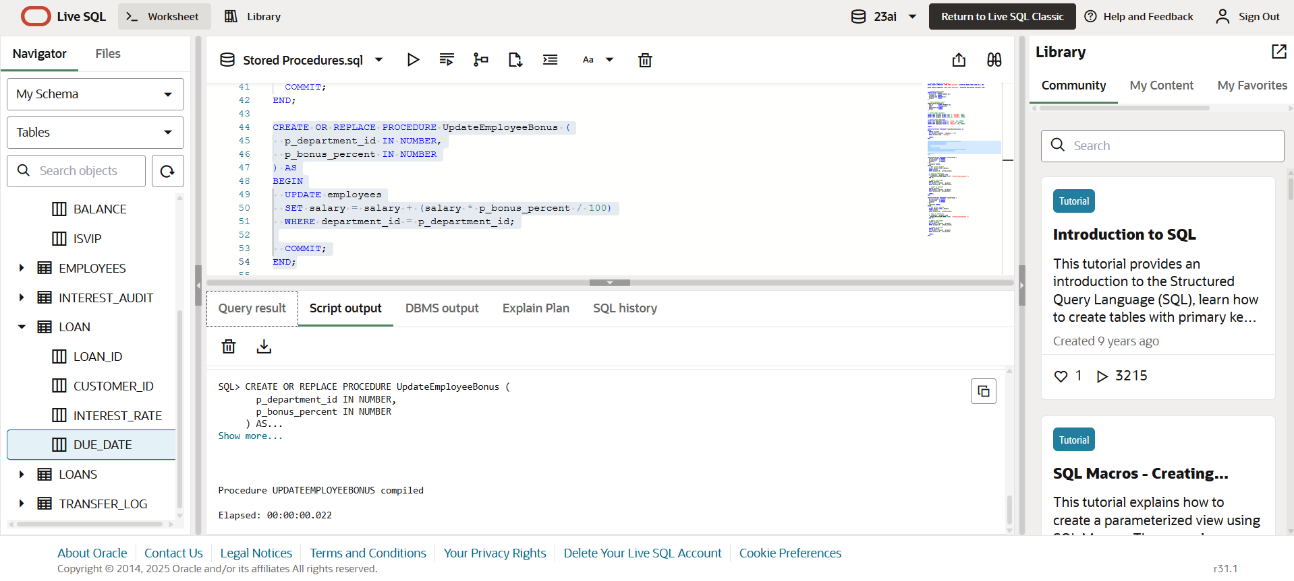 Live SQL
Worksheet
Library
23ai
Return to Live SQL Classic
Help and Feedback
Sign Out
Navigator
Files
My Schema
Tables
Search objects
BALANCE
ISVIP
EMPLOYEES
INTEREST_AUDIT
LOAN
LOAN_ID
CUSTOMER_ID
INTEREST_RATE
DUE_DATE
LOANS
TRANSFER_LOG
Stored Procedures.sql
Aa
41 COMMIT;
42 END;
43
44 CREATE OR REPLACE PROCEDURE UpdateEmployeeBonus (
45 p_department_id IN NUMBER,
46 p_bonus_percent IN NUMBER
47 ) AS
48 BEGIN
49 UPDATE employees
50 SET salary = salary + (salary * p_bonus_percent / 100)
51 WHERE department_id = p_department_id;
52
53 COMMIT;
54 END;
55
Query result
Script output
DBMS output
Explain Plan
SQL history
SQL> CREATE OR REPLACE PROCEDURE UpdateEmployeeBonus (
p_department_id IN NUMBER,
p_bonus_percent IN NUMBER
) AS...
Show more...
Procedure UPDATEEMPLOYEEBONUS compiled
Elapsed: 00:00:00.022
Library
Community
My Content
My Favorites
Search
Tutorial
Introduction to SQL
This tutorial provides an
introduction to the Structured
Query Language (SQL), learn how
to create tables with primary ke...
Created 9 years ago
1 3215
Tutorial
SQL Macros - Creating...
This tutorial explains how to
create a parameterized view using
About Oracle
Contact Us
Legal Notices
Terms and Conditions
Your Privacy Rights
Delete Your Live SQL Account
Cookie Preferences
Copyright © 2014, 2025 Oracle and/or its affiliates All rights reserved.
r31.1